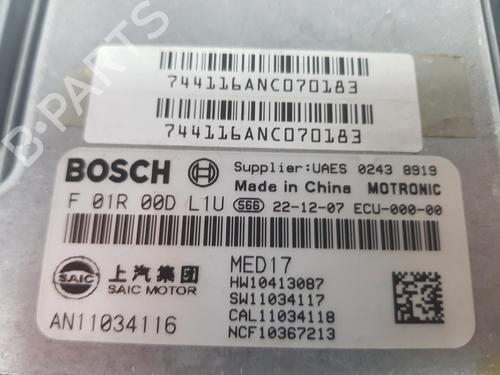 744116ANC070183
744116ANC070183
BOSCH Supplier:UAES 0243 8919
Made in China MOTRONIC
F 01R 00D L1U S66 22-12-07 ECU-000-00
SAIC 上汽集团 MED17
SAIC MOTOR HW10413087
SW11034117
AN11034116 CAL11034118
NCF10367213
B-PARTS